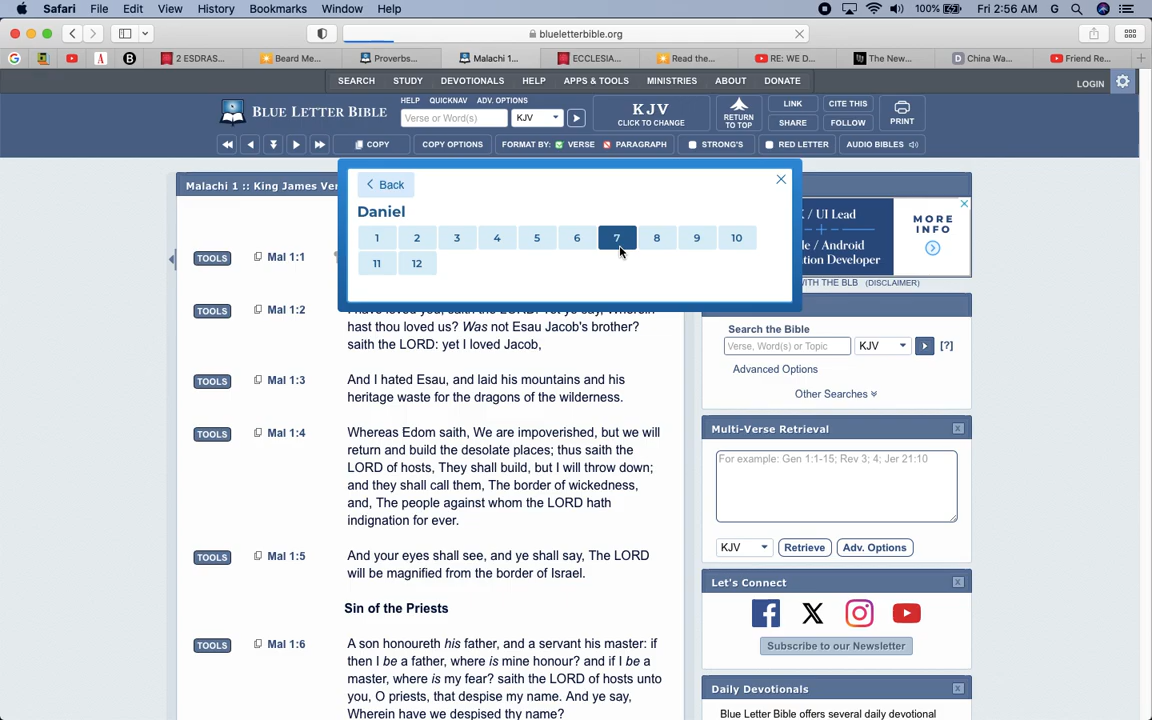 Safari File Edit View History Bookmarks Window Help 100% Fri 2:56 AM G
blueletterbible.org
2 ESDRAS... Beard Me... Proverbs... Malachi 1... ECCLESIA... Read the... RE: WE D... The New... China Wa... Friend Re...
SEARCH STUDY DEVOTIONALS HELP APPS & TOOLS MINISTRIES ABOUT DONATE LOGIN
BLUE LETTER BIBLE
HELP QUICKNAV ADV. OPTIONS
Verse or Word(s) KJV
KJV
CLICK TO CHANGE
RETURN
TO TOP
LINK CITE THIS
SHARE FOLLOW
PRINT
COPY COPY OPTIONS FORMAT BY: VERSE PARAGRAPH STRONG'S RED LETTER AUDIO BIBLES
Malachi 1 :: King James Ver
Back
Daniel
1 2 3 4 5 6 7 8 9 10
11 12
TOOLS Mal 1:1
TOOLS Mal 1:2
hast thou loved us? Was not Esau Jacob's brother?
saith the LORD: yet I loved Jacob,
TOOLS Mal 1:3 And I hated Esau, and laid his mountains and his
heritage waste for the dragons of the wilderness.
TOOLS Mal 1:4 Whereas Edom saith, We are impoverished, but we will
return and build the desolate places; thus saith the
LORD of hosts, They shall build, but I will throw down;
and they shall call them, The border of wickedness,
and, The people against whom the LORD hath
indignation for ever.
TOOLS Mal 1:5 And your eyes shall see, and ye shall say, The LORD
will be magnified from the border of Israel.
Sin of the Priests
TOOLS Mal 1:6 A son honoureth his father, and a servant his master: if
then I be a father, where is mine honour? and if I be a
master, where is my fear? saith the LORD of hosts unto
you, O priests, that despise my name. And ye say,
Wherein have we despised thy name?
/ UI Lead
le / Android
tion Developer
MORE
INFO
WITH THE BLB (DISCLAIMER)
Search the Bible
Verse, Word(s) or Topic KJV [?]
Advanced Options
Other Searches
Multi-Verse Retrieval
For example: Gen 1:1-15; Rev 3; 4; Jer 21:10
KJV Retrieve Adv. Options
Let's Connect
Subscribe to our Newsletter
Daily Devotionals
Blue Letter Bible offers several daily devotional